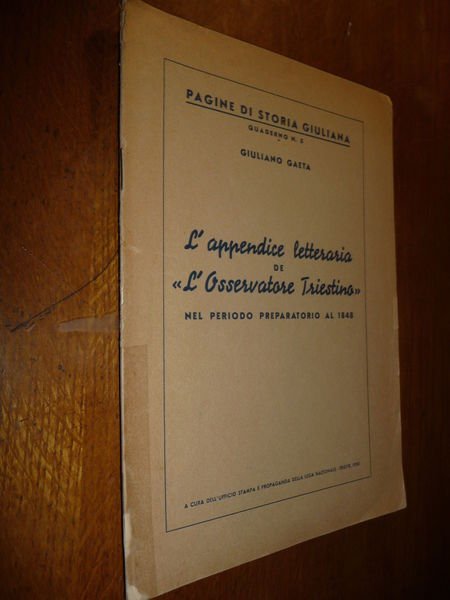 PAGINE DI STORIA GIULIANA
QUADERNO N. 5
GIULIANO GAETA
L'appendice letteraria
DE
«L'Osservatore Triestino»
NEL PERIODO PREPARATORIO AL 1848
A CURA DELL'UFFICIO STAMPA E PROPAGANDA DELLA LEGA NAZIONALE - TRIESTE,